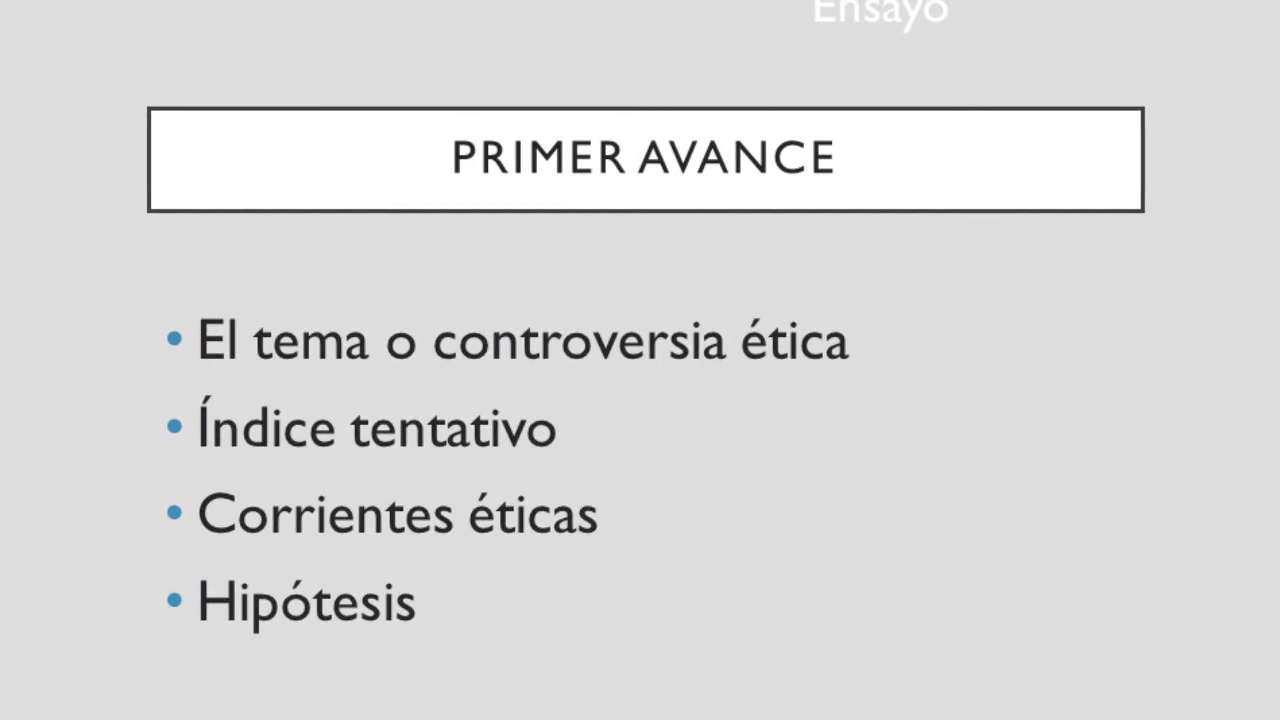 Ensayo
PRIMER AVANCE
• El tema o controversia ética
• Índice tentativo
• Corrientes éticas
• Hipótesis